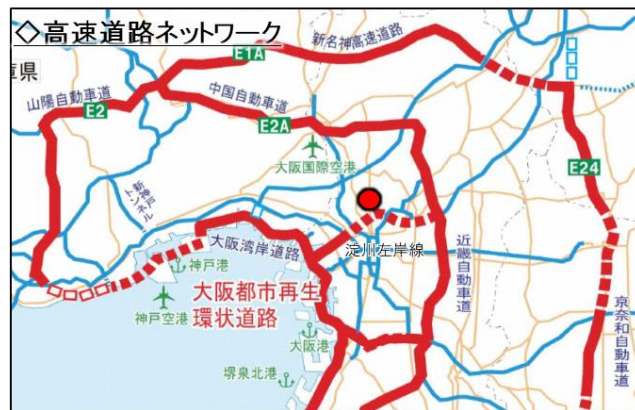 ◇高速道路ネットワーク
庫県
E1A
新名神高速道路
山陽自動車道
E2
中国自動車道
E2A
大阪国際空港
E24
新神戸
トンネル
大阪湾岸道路
淀川左岸線
近畿自動車道
神戸港
神戸空港
大阪都市再生
環状道路
大阪港
堺泉北港
京奈和自動車道